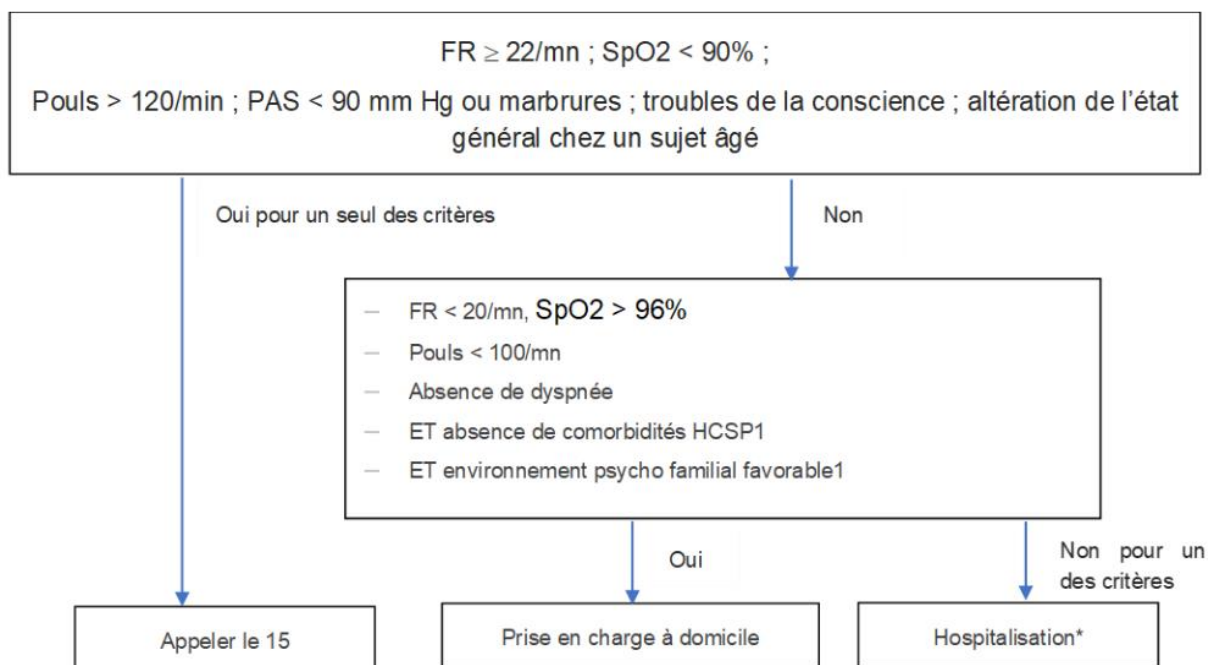 FR ≥ 22/mn ; SpO2 < 90% ;
Pouls > 120/min ; PAS < 90 mm Hg ou marbrures ; troubles de la conscience ; altération de l’état
général chez un sujet âgé
Oui pour un seul des critères
Non
– FR < 20/mn, SpO2 > 96%
– Pouls < 100/mn
– Absence de dyspnée
– ET absence de comorbidités HCSP1
– ET environnement psycho familial favorable1
Oui
Non pour un
des critères
Appeler le 15
Prise en charge à domicile
Hospitalisation*